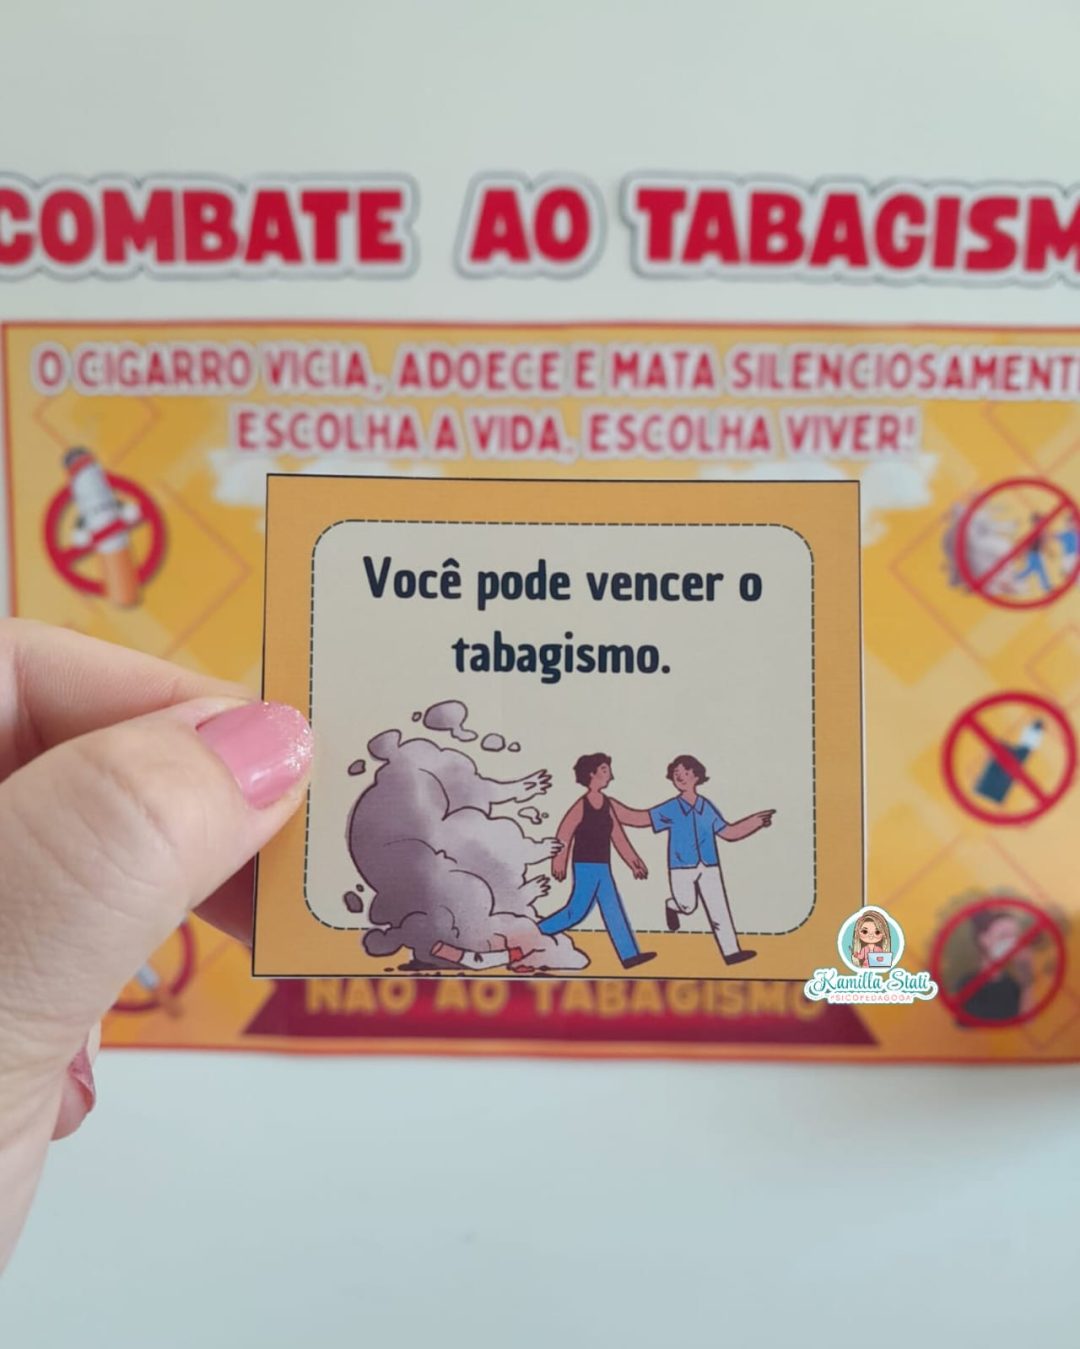 COMBATE AO TABAGISM
O CIGARRO VICIA, ADOECE E MATA SILENCIOSAMENT
ESCOLHA A VIDA, ESCOLHA VIVER!
Você pode vencer o
tabagismo.
NÃO AO TABAGISMO
Kamilla Stati
PSICOPEDAGOGA